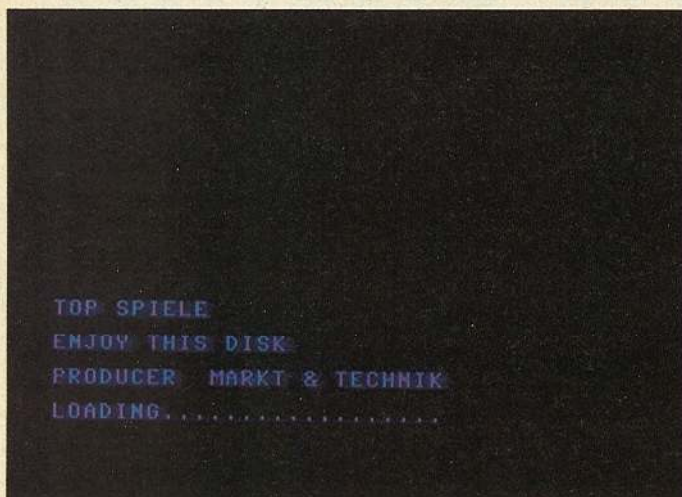 TOP SPIELE
ENJOY THIS DISK
PRODUCER  MARKT & TECHNIK
LOADING...................